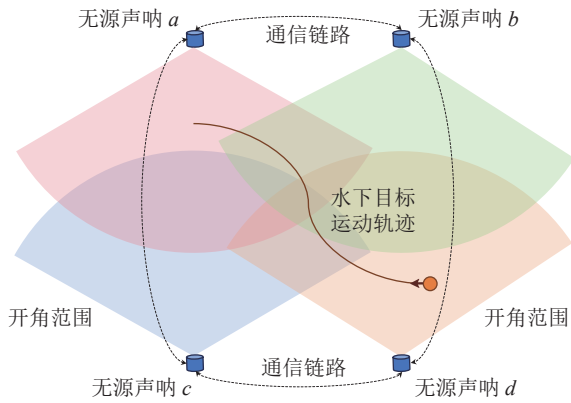 无源声呐 a
通信链路
无源声呐 b
水下目标
运动轨迹
开角范围
开角范围
无源声呐 c
通信链路
无源声呐 d